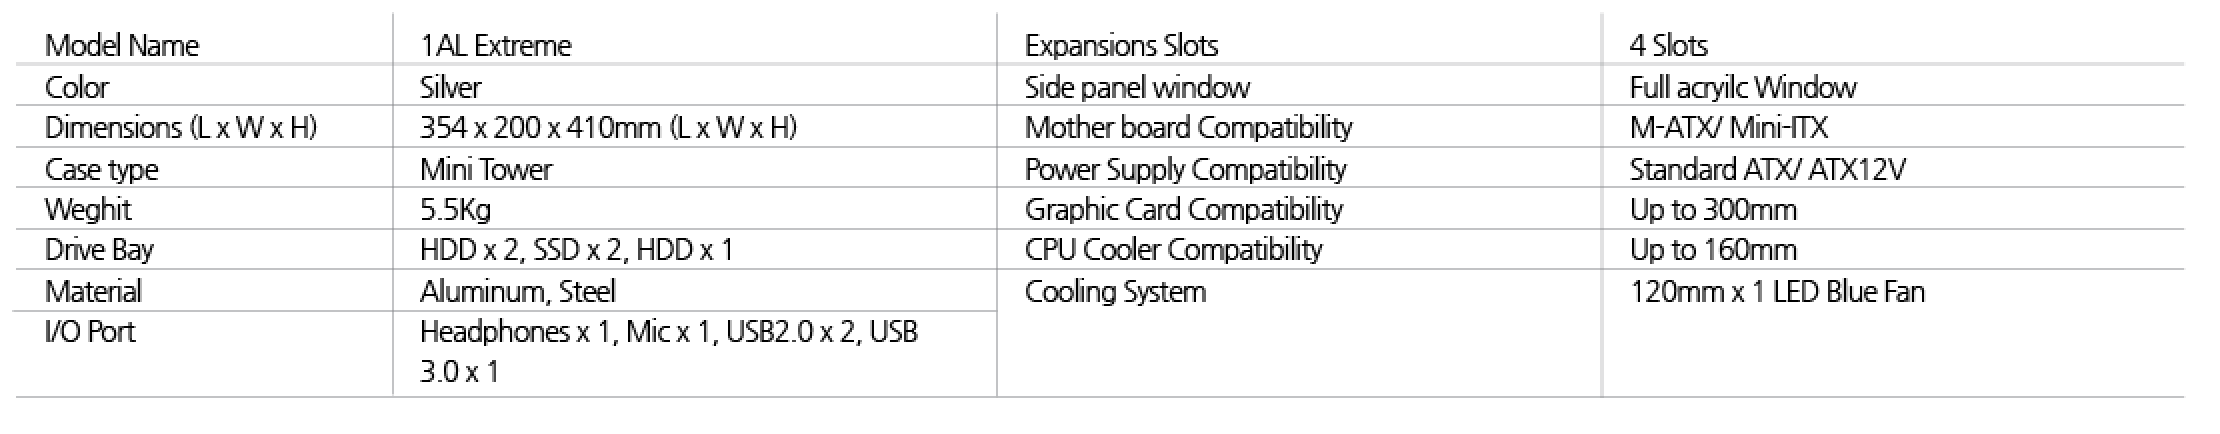 Model Name 1AL Extreme Expansions Slots 4 Slots
Color Silver Side panel window Full acryilc Window
Dimensions (L x W x H) 354 x 200 x 410mm (L x W x H) Mother board Compatibility M-ATX/ Mini-ITX
Case type Mini Tower Power Supply Compatibility Standard ATX/ ATX12V
Weghit 5.5Kg Graphic Card Compatibility Up to 300mm
Drive Bay HDD x 2, SSD x 2, HDD x 1 CPU Cooler Compatibility Up to 160mm
Material Aluminum, Steel Cooling System 120mm x 1 LED Blue Fan
I/O Port Headphones x 1, Mic x 1, USB2.0 x 2, USB
3.0 x 1